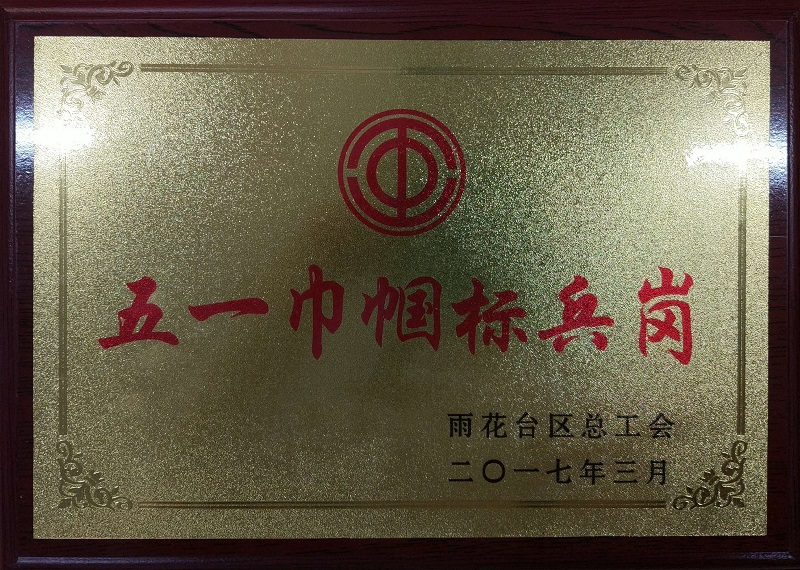 五一巾帼标兵岗
雨花台区总工会
二〇一七年三月